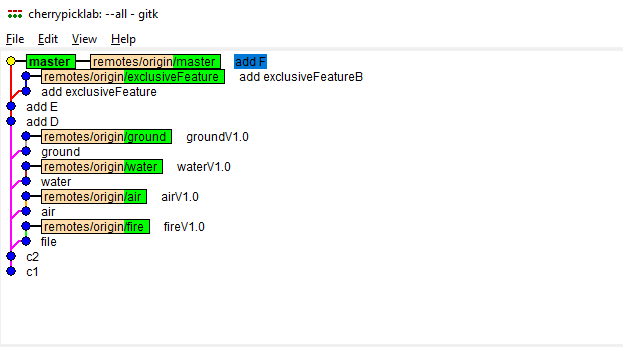 cherrypicklab: --all - gitk
File Edit View Help
master remotes/origin/master add F
remotes/origin/exclusiveFeature add exclusiveFeatureB
add exclusiveFeature
add E
add D
remotes/origin/ground groundV1.0
ground
remotes/origin/water waterV1.0
water
remotes/origin/air airV1.0
air
remotes/origin/fire fireV1.0
file
c2
c1